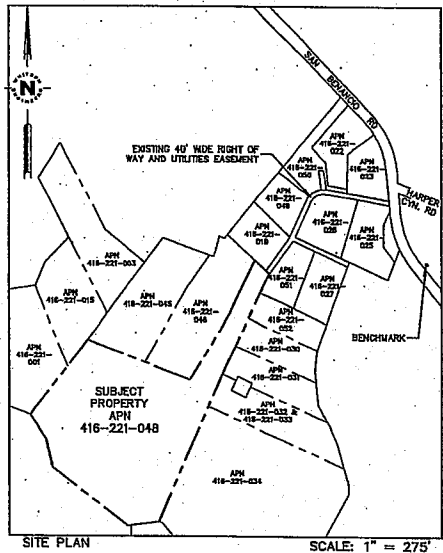 SAN BENANCIO RD
N
EXISTING 40' WIDE RIGHT OF
WAY AND UTILITIES EASEMENT
APN
416-221-
022
APN
416-221-
023
APN
416-221-
050
HARPER
CYN. RD
APN
416-221-
049
APN
416-221-
019
APN
416-221-
026
APN
416-221-
025
APN
416-221-003
APN
416-221-
051
APN
416-221-
027
APN
416-221-015
APN
416-221-045
APN
416-221-
046
APN
416-221-
052
BENCHMARK
APN
416-221-030
APN
416-221-
001
APN
416-221-031
SUBJECT
PROPERTY
APN
416-221-048
APN
416-221-032 &
416-221-033
APN
416-221-034
SITE PLAN
SCALE: 1" = 275'